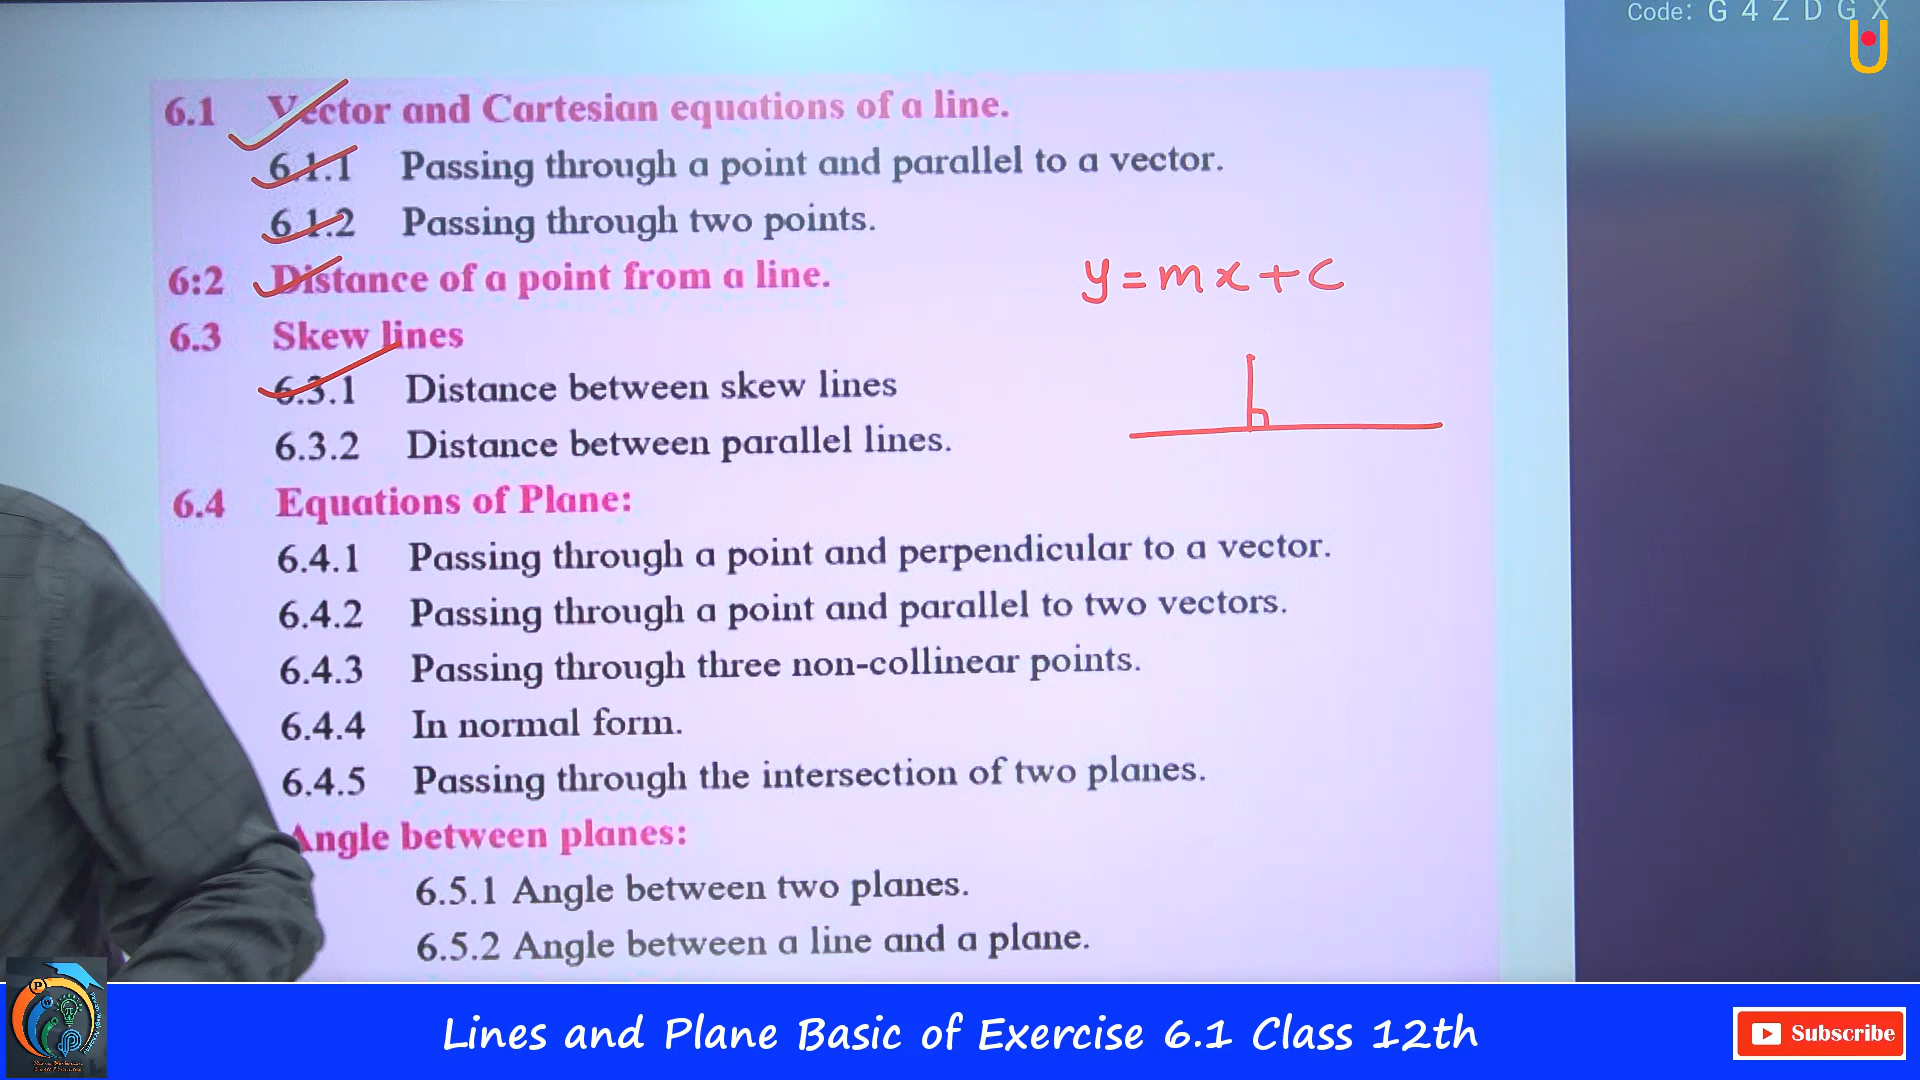 Code: G 4 Z D G X
6.1 Vector and Cartesian equations of a line.
6.1.1 Passing through a point and parallel to a vector.
6.1.2 Passing through two points.
6:2 Distance of a point from a line.
y = mx + c
6.3 Skew lines
6.3.1 Distance between skew lines
6.3.2 Distance between parallel lines.
6.4 Equations of Plane:
6.4.1 Passing through a point and perpendicular to a vector.
6.4.2 Passing through a point and parallel to two vectors.
6.4.3 Passing through three non-collinear points.
6.4.4 In normal form.
6.4.5 Passing through the intersection of two planes.
Angle between planes:
6.5.1 Angle between two planes.
6.5.2 Angle between a line and a plane.
Lines and Plane Basic of Exercise 6.1 Class 12th
Subscribe